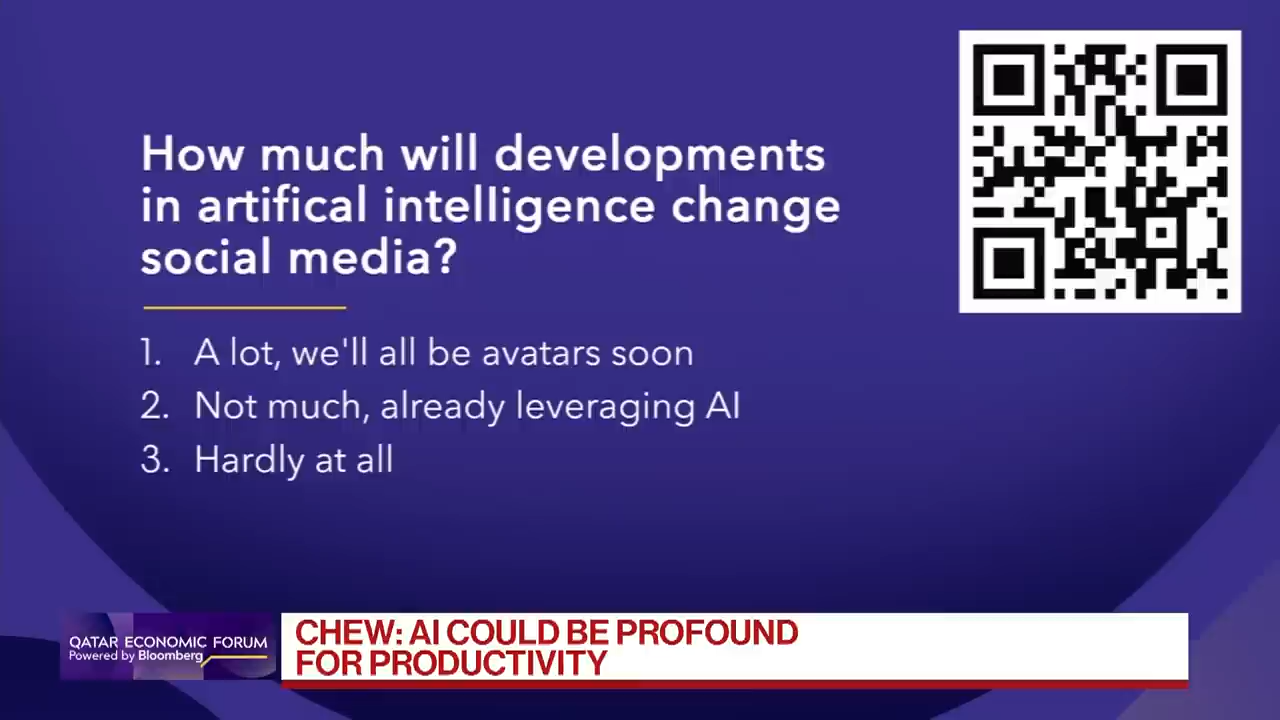 How much will developments
in artifical intelligence change
social media?
1. A lot, we'll all be avatars soon
2. Not much, already leveraging AI
3. Hardly at all
QATAR ECONOMIC FORUM
Powered by Bloomberg
CHEW: AI COULD BE PROFOUND
FOR PRODUCTIVITY